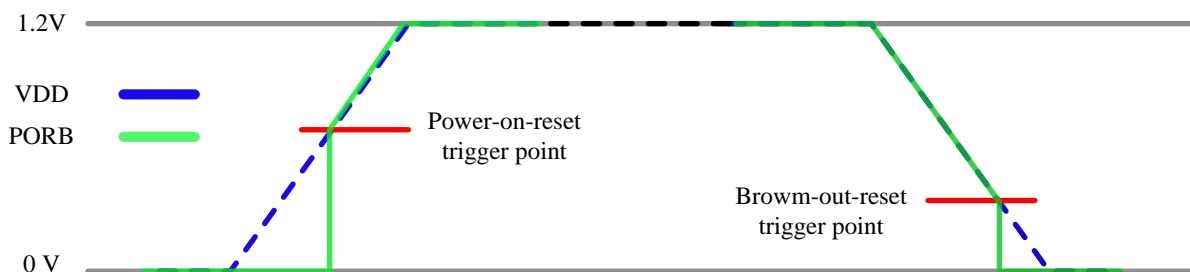 1.2V
VDD
PORB
Power-on-reset
trigger point
Browm-out-reset
trigger point
0 V